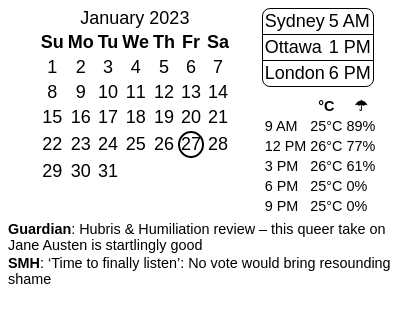 January 2023
Su Mo Tu We Th Fr Sa
1 2 3 4 5 6 7
8 9 10 11 12 13 14
15 16 17 18 19 20 21
22 23 24 25 26 27 28
29 30 31
Sydney 5 AM
Ottawa 1 PM
London 6 PM
°C ☂
9 AM 25°C 89%
12 PM 26°C 77%
3 PM 26°C 61%
6 PM 25°C 0%
9 PM 25°C 0%
Guardian: Hubris & Humiliation review – this queer take on
Jane Austen is startlingly good
SMH: ‘Time to finally listen’: No vote would bring resounding
shame